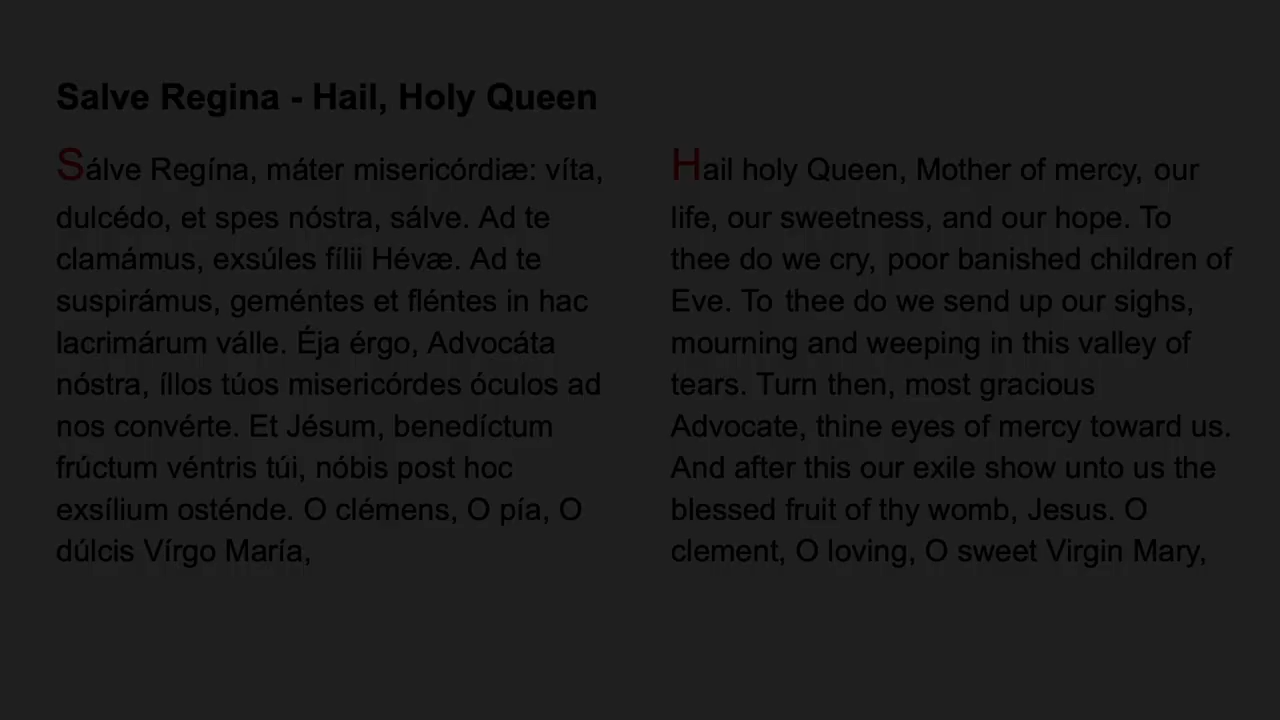 Salve Regina - Hail, Holy Queen
Sálve Regína, máter misericórdiæ: víta,
dulcédo, et spes nóstra, sálve. Ad te
clamámus, exsúles fílii Hévæ. Ad te
suspirámus, geméntes et fléntes in hac
lacrimárum válle. Éja érgo, Advocáta
nóstra, íllos túos misericórdes óculos ad
nos convérte. Et Jésum, benedíctum
frúctum véntris túi, nóbis post hoc
exsílium osténde. O clémens, O pía, O
dúlcis Vírgo María,
Hail holy Queen, Mother of mercy, our
life, our sweetness, and our hope. To
thee do we cry, poor banished children of
Eve. To thee do we send up our sighs,
mourning and weeping in this valley of
tears. Turn then, most gracious
Advocate, thine eyes of mercy toward us.
And after this our exile show unto us the
blessed fruit of thy womb, Jesus. O
clement, O loving, O sweet Virgin Mary,